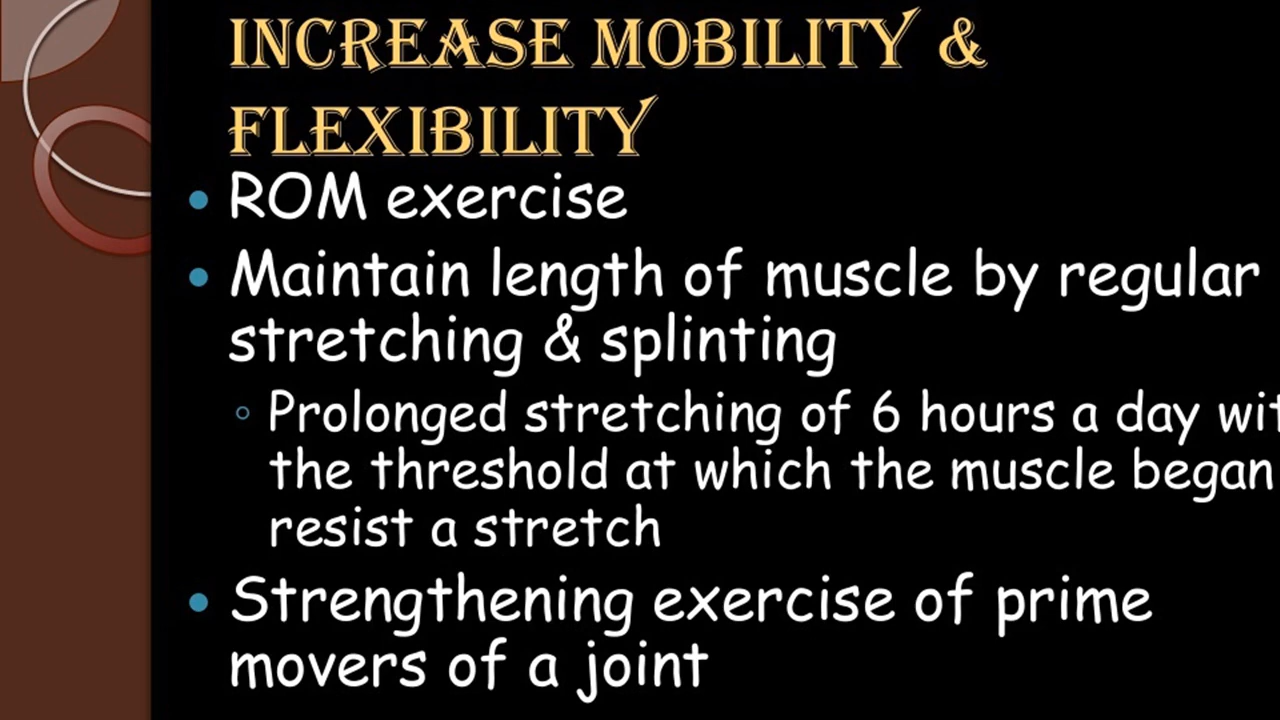 INCREASE MOBILITY &
FLEXIBILITY
• ROM exercise
• Maintain length of muscle by regular
stretching & splinting
◦ Prolonged stretching of 6 hours a day
the threshold at which the muscle began
resist a stretch
• Strengthening exercise of prime
movers of a joint